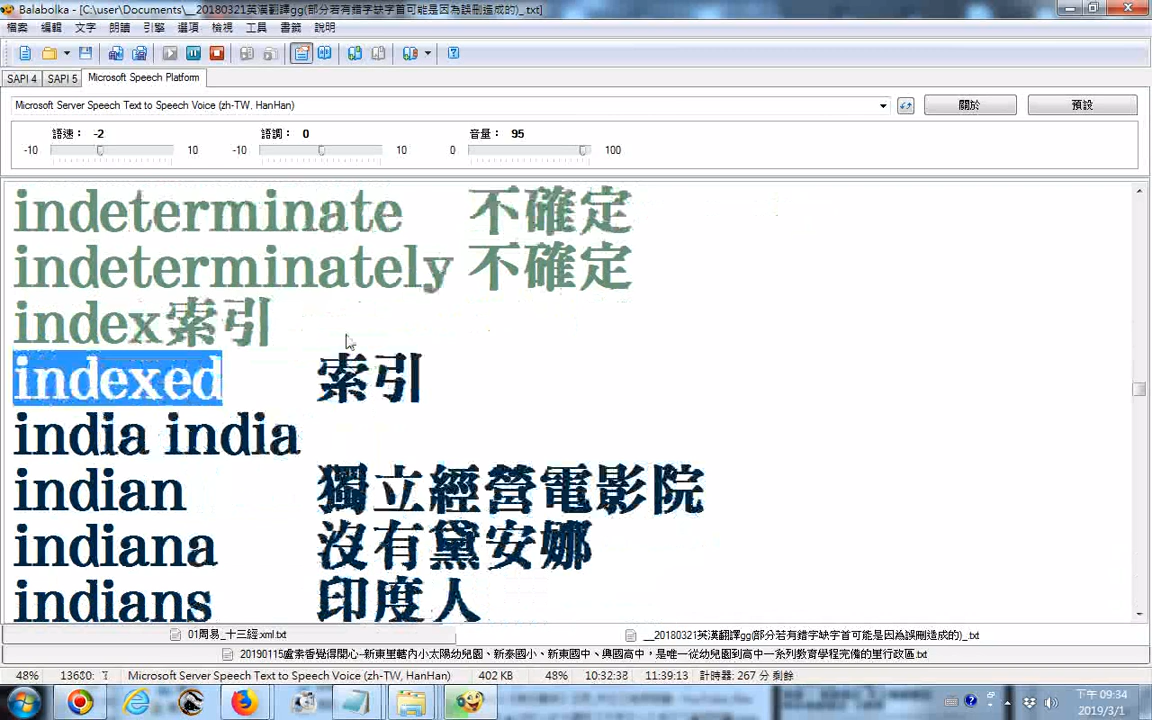 Balabolka - [C:\user\Documents\__20180321英漢翻譯gg(部分若有錯字缺字首可能是因為誤刪造成的)_.txt]
檔案 編輯 文字 朗讀 引擎 選項 檢視 工具 書籤 說明
SAPI 4 SAPI 5 Microsoft Speech Platform
Microsoft Server Speech Text to Speech Voice (zh-TW, HanHan) 關於 預設
語速： -2 語調： 0 音量： 95
-10 10 -10 10 0 100
indeterminate 不確定
indeterminately 不確定
index索引
indexed 索引
india india
indian 獨立經營電影院
indiana 沒有黛安娜
indians 印度人
01周易_十三經.xml.txt __20180321英漢翻譯gg(部分若有錯字缺字首可能是因為誤刪造成的)_.txt
20190115盧素香覺得開心-新東里轄內小太陽幼兒園、新泰國小、新東國中、興國高中，是唯一從幼兒園到高中一系列教育學程完備的里行政區.txt
48% 13680: 7 Microsoft Server Speech Text to Speech Voice (zh-TW, HanHan) 402 KB 48% 10:32:38 11:39:13 計時器: 267 分 剩餘
下午 09:34
2019/3/1